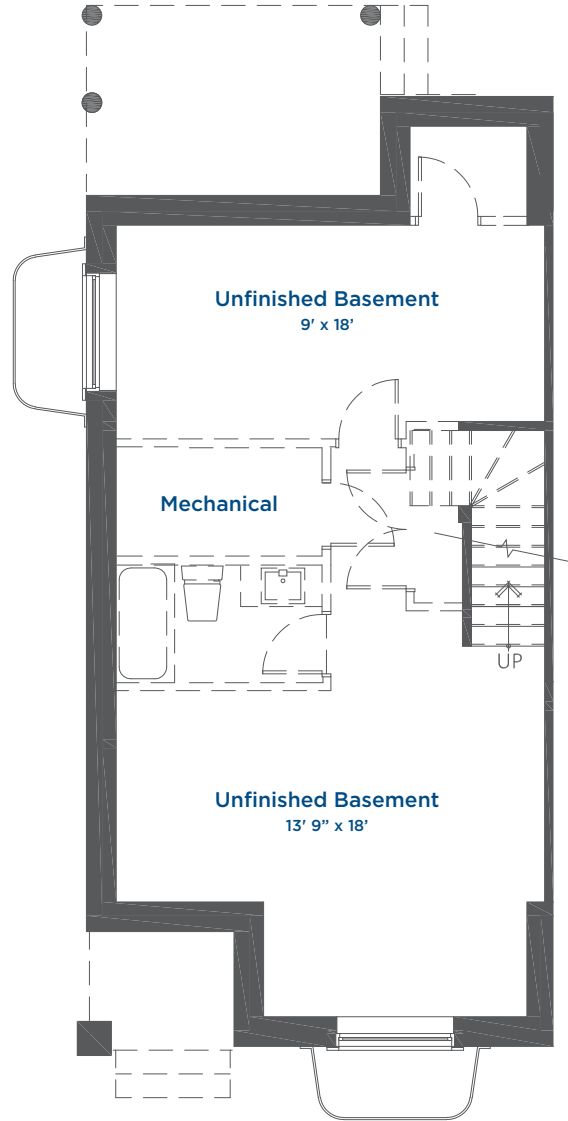 Unfinished Basement
9' x 18’
Mechanical
UP
Unfinished Basement
13' 9” x 18’